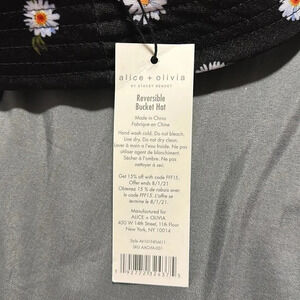 alice + olivia
BY STACEY BENDET
Reversible
Bucket Hat
Made in China
Fabriqué en Chine
Hand wash cold. Do not bleach.
Line dry. Do not dry clean.
Laver à main à l'eau froide. Ne pas
utiliser agent de blanchiment.
Sécher à l'ombre. Ne pas
nettoyer à sec.
Get 15% off with code FFF15.
Offer ends 8/1/21.
Obtenez 15 % de rabais avec
le code FFF15. L'offre se
termine le 8/1/21.
Manufactured for
ALICE + OLIVIA
450 W 14th Street, 11th Floor
New York, NY 10014